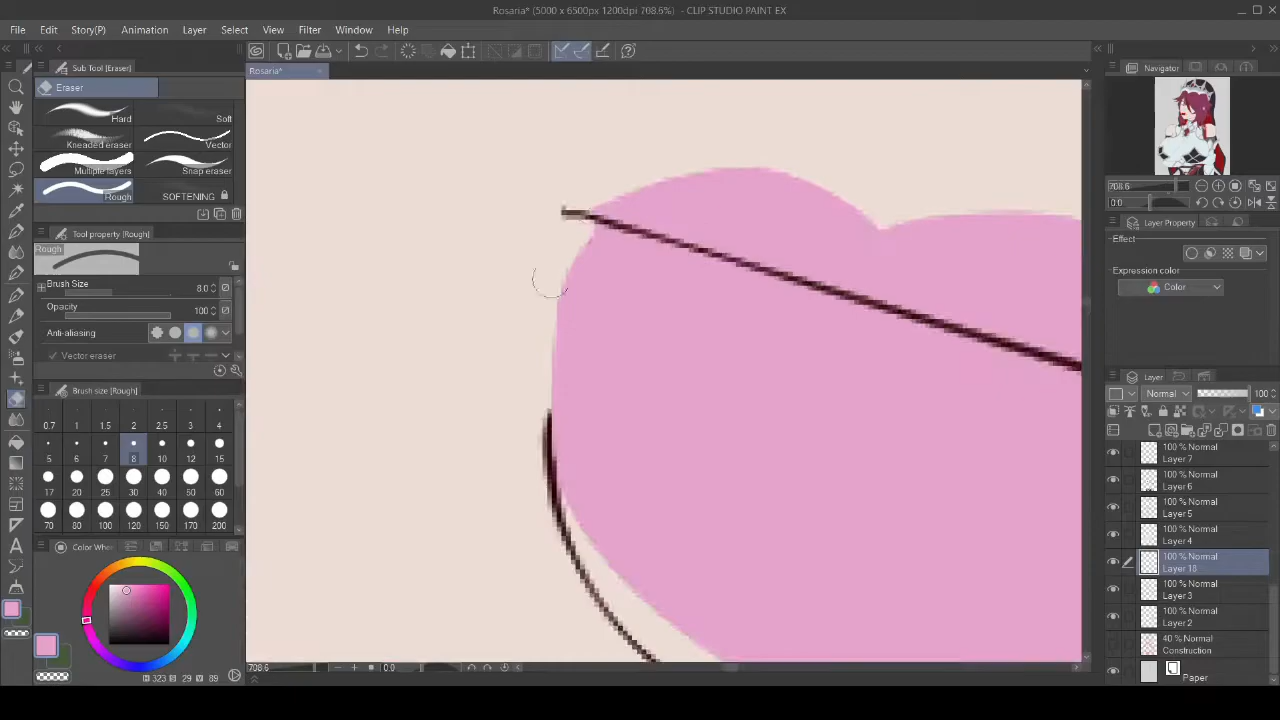 Rosaria* (5000 x 6500px 1200dpi 708.6%) - CLIP STUDIO PAINT EX
File Edit Story(P) Animation Layer Select View Filter Window Help
Sub Tool [Eraser]
Rosaria*
Navigator
Eraser
Hard
Soft
Kneaded eraser
Vector
Multiple layers
Snap eraser
Rough
SOFTENING
708.6
0.0
Tool property [Rough]
Layer Property
Rough
Effect
Brush Size 8.0
Expression color
Color
Opacity 100
Anti-aliasing
Vector eraser
Brush size [Rough]
Layer
Normal 100
0.7 1 1.5 2 2.5 3 4
5 6 7 8 10 12 15
17 20 25 30 40 50 60
70 80 100 120 150 170 200
100 % Normal
Layer 7
100 % Normal
Layer 6
100 % Normal
Layer 5
100 % Normal
Layer 4
100 % Normal
Layer 18
100 % Normal
Layer 3
100 % Normal
Layer 2
40 % Normal
Construction
Paper
Color Whe
H 323 S 29 V 89
708.6 0.0